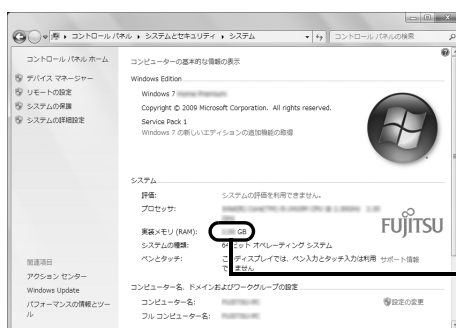 コントロール パネル ▸ システムとセキュリティ ▸ システム
コントロール パネルの検索
コントロール パネル ホーム
デバイス マネージャー
リモートの設定
システムの保護
システムの詳細設定
コンピューターの基本的な情報の表示
Windows Edition
Windows 7
Copyright © 2009 Microsoft Corporation. All rights reserved.
Service Pack 1
Windows 7 の新しいエディションの追加機能の取得
システム
評価: システムの評価を利用できません。
プロセッサ:
実装メモリ (RAM): GB
システムの種類: 64 ビット オペレーティング システム
ペンとタッチ: ディスプレイでは、ペン入力とタッチ入力は利用
ません
FUJITSU
サポート情報
コンピューター名、ドメインおよびワークグループの設定
コンピューター名:
設定の変更
フル コンピューター名:
関連項目
アクション センター
Windows Update
パフォーマンスの情報とツー
ル